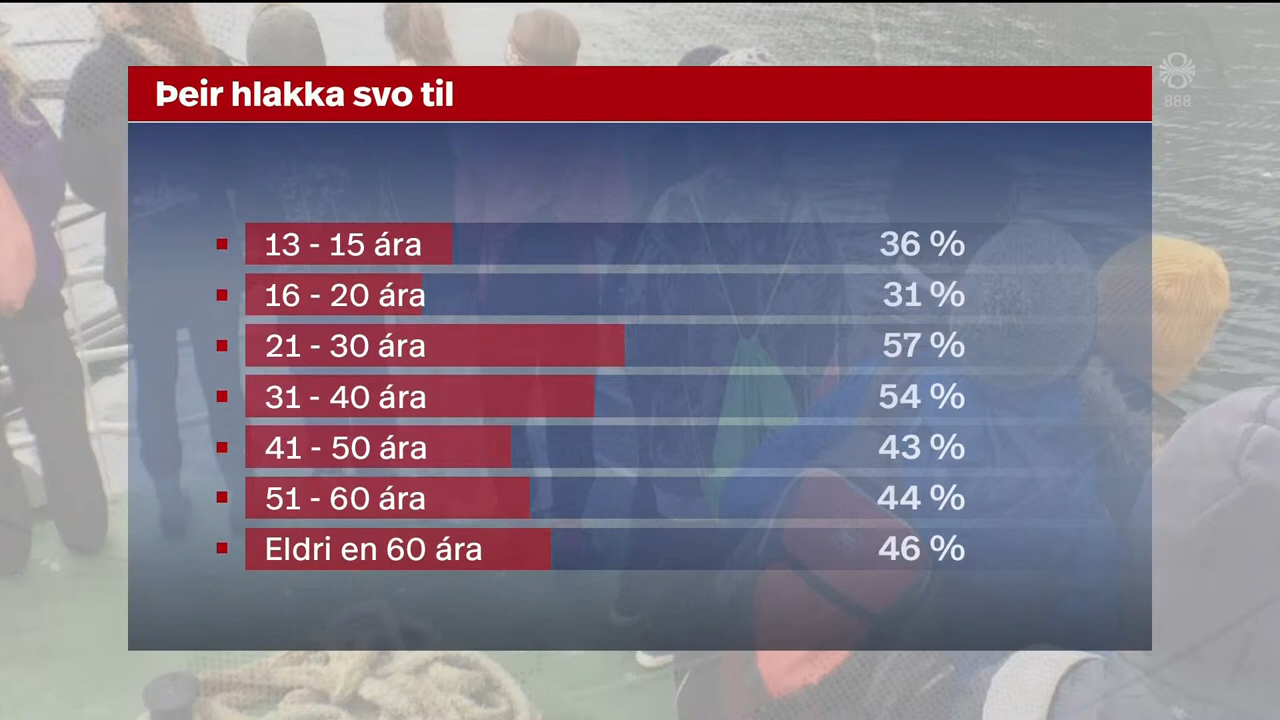 Þeir hlakka svo til
888
13 - 15 ára 36 %
16 - 20 ára 31 %
21 - 30 ára 57 %
31 - 40 ára 54 %
41 - 50 ára 43 %
51 - 60 ára 44 %
Eldri en 60 ára 46 %